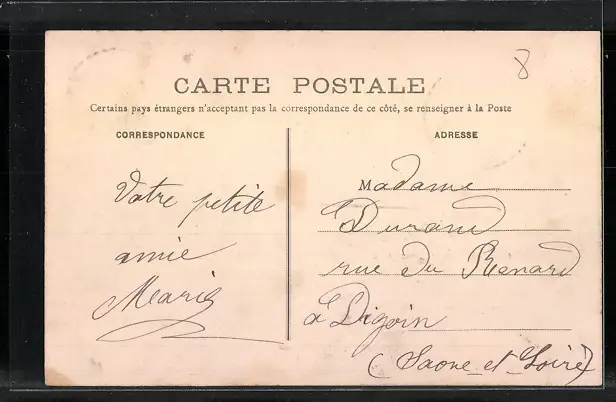 8
CARTE POSTALE
Certains pays étrangers n'acceptant pas la correspondance de ce côté, se renseigner à la Poste
CORRESPONDANCE
Votre petite
amie
Marie
ADRESSE
Madame
Durand
rue du Renard
à Digoin
(Saone-et-Loire)